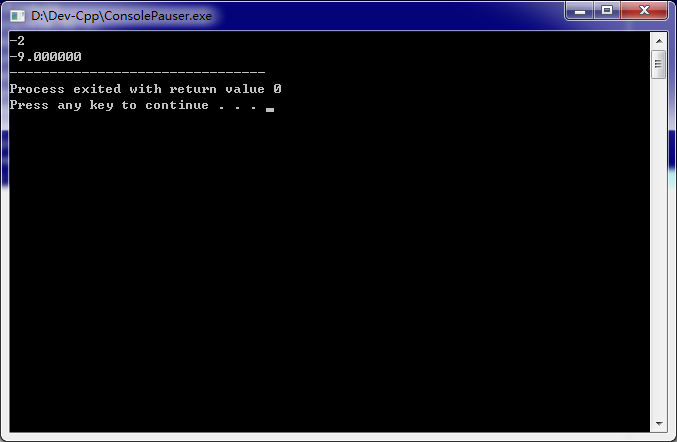 D:\Dev-Cpp\ConsolePauser.exe
-2
-9.000000
--------------------------------
Process exited with return value 0
Press any key to continue . . .